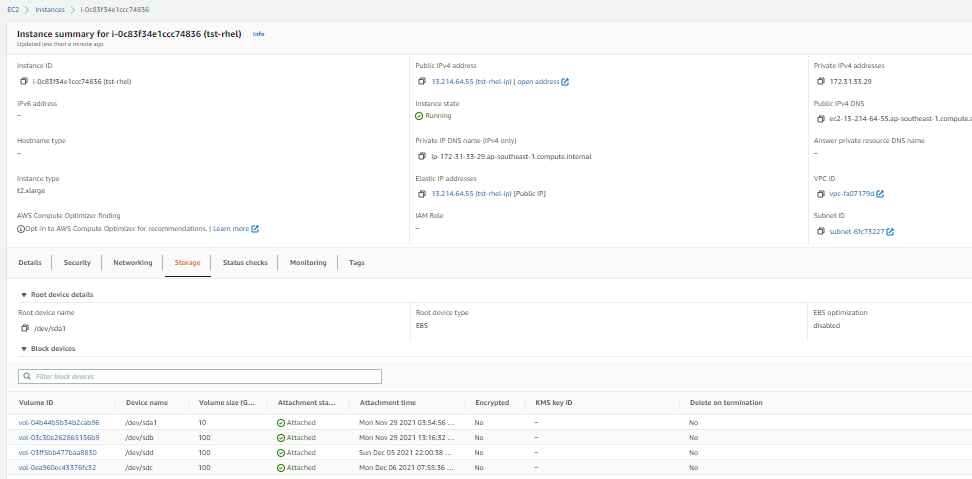 EC2 > Instances > i-0c83f34e1ccc74836
Instance summary for i-0c83f34e1ccc74836 (tst-rhel) Info
Updated less than a minute ago
Instance ID
i-0c83f34e1ccc74836 (tst-rhel)
Public IPv4 address
13.214.64.55 (tst-rhel-ip) | open address
Private IPv4 addresses
172.31.33.29
IPv6 address
–
Instance state
Running
Public IPv4 DNS
ec2-13-214-64-55.ap-southeast-1.compute.a
Hostname type
–
Private IP DNS name (IPv4 only)
ip-172-31-33-29.ap-southeast-1.compute.internal
Answer private resource DNS name
–
Instance type
t2.xlarge
Elastic IP addresses
13.214.64.55 (tst-rhel-ip) [Public IP]
VPC ID
vpc-fa07179d
AWS Compute Optimizer finding
Opt-in to AWS Compute Optimizer for recommendations. | Learn more
IAM Role
–
Subnet ID
subnet-6fc73227
Details Security Networking Storage Status checks Monitoring Tags
Root device details
Root device name
/dev/sda1
Root device type
EBS
EBS optimization
disabled
Block devices
Filter block devices
Volume ID Device name Volume size (G... Attachment sta... Attachment time Encrypted KMS key ID Delete on termination
vol-04b44b5b34b2cab96 /dev/sda1 10 Attached Mon Nov 29 2021 03:54:56 ... No – No
vol-03c30e262865156b9 /dev/sdb 100 Attached Mon Nov 29 2021 13:16:32 ... No – No
vol-03ff5bb477baa8830 /dev/sdd 100 Attached Sun Dec 05 2021 22:00:38 ... No – No
vol-0ea960ec43376fc32 /dev/sdc 100 Attached Mon Dec 06 2021 07:55:36 ... No – No